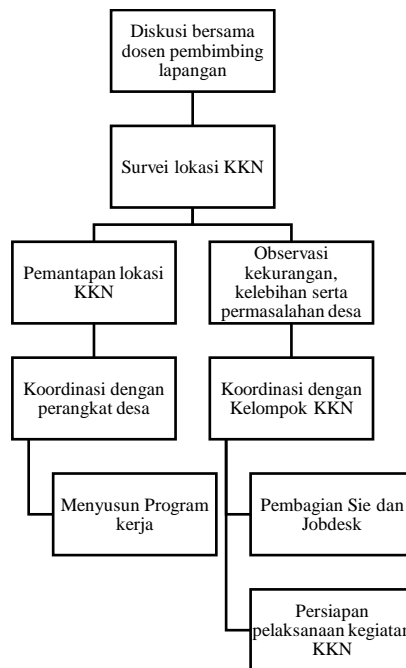 Diskusi bersama
dosen pembimbing
lapangan
Survei lokasi KKN
Pemantapan lokasi
KKN
Observasi
kekurangan,
kelebihan serta
permasalahan desa
Koordinasi dengan
perangkat desa
Koordinasi dengan
Kelompok KKN
Menyusun Program
kerja
Pembagian Sie dan
Jobdesk
Persiapan
pelaksanaan kegiatan
KKN